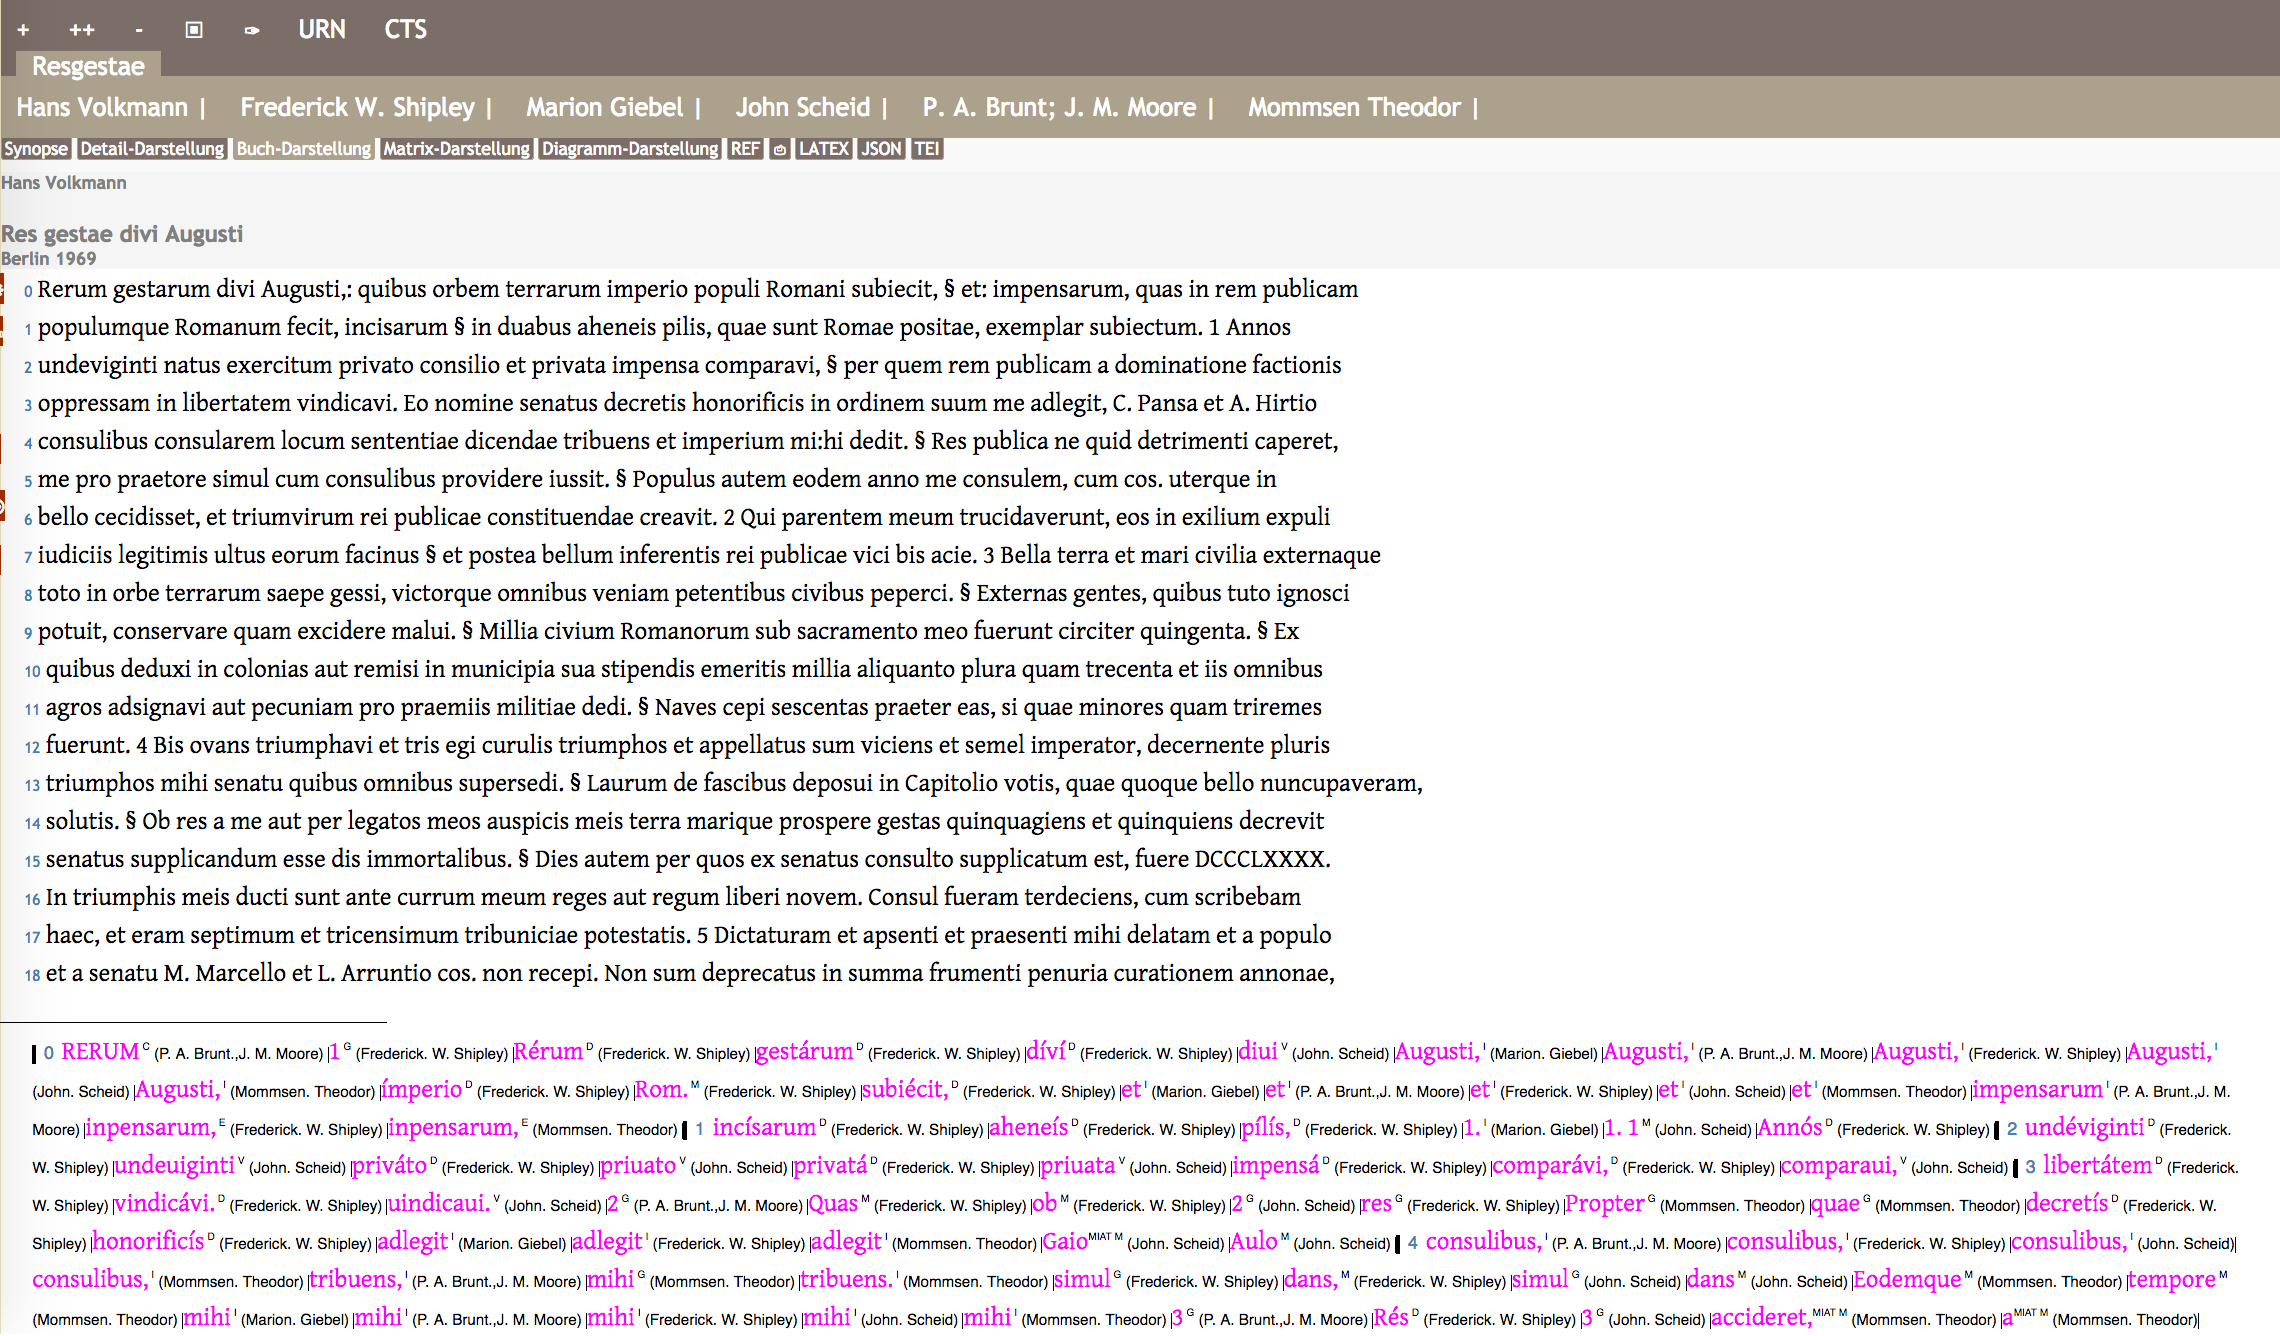 + ++ - URN CTS
Resgestae
Hans Volkmann | Frederick W. Shipley | Marion Giebel | John Scheid | P. A. Brunt; J. M. Moore | Mommsen Theodor |
Synopse Detail-Darstellung Buch-Darstellung Matrix-Darstellung Diagramm-Darstellung REF LATEX JSON TEI
Hans Volkmann
Res gestae divi Augusti
Berlin 1969
0 Rerum gestarum divi Augusti,: quibus orbem terrarum imperio populi Romani subiecit, § et: impensarum, quas in rem publicam
1 populumque Romanum fecit, incisarum § in duabus aheneis pilis, quae sunt Romae positae, exemplar subiectum. 1 Annos
2 undeviginti natus exercitum privato consilio et privata impensa comparavi, § per quem rem publicam a dominatione factionis
3 oppressam in libertatem vindicavi. Eo nomine senatus decretis honorificis in ordinem suum me adlegit, C. Pansa et A. Hirtio
4 consulibus consularem locum sententiae dicendae tribuens et imperium mi:hi dedit. § Res publica ne quid detrimenti caperet,
5 me pro praetore simul cum consulibus providere iussit. § Populus autem eodem anno me consulem, cum cos. uterque in
6 bello cecidisset, et triumvirum rei publicae constituendae creavit. 2 Qui parentem meum trucidaverunt, eos in exilium expuli
7 iudiciis legitimis ultus eorum facinus § et postea bellum inferentis rei publicae vici bis acie. 3 Bella terra et mari civilia externaque
8 toto in orbe terrarum saepe gessi, victorque omnibus veniam petentibus civibus peperci. § Externas gentes, quibus tuto ignosci
9 potuit, conservare quam excidere malui. § Millia civium Romanorum sub sacramento meo fuerunt circiter quingenta. § Ex
10 quibus deduxi in colonias aut remisi in municipia sua stipendis emeritis millia aliquanto plura quam trecenta et iis omnibus
11 agros adsignavi aut pecuniam pro praemiis militiae dedi. § Naves cepi sescentas praeter eas, si quae minores quam triremes
12 fuerunt. 4 Bis ovans triumphavi et tris egi curulis triumphos et appellatus sum viciens et semel imperator, decernente pluris
13 triumphos mihi senatu quibus omnibus supersedi. § Laurum de fascibus deposui in Capitolio votis, quae quoque bello nuncupaveram,
14 solutis. § Ob res a me aut per legatos meos auspicis meis terra marique prospere gestas quinquagiens et quinquiens decrevit
15 senatus supplicandum esse dis immortalibus. § Dies autem per quos ex senatus consulto supplicatum est, fuere DCCCLXXXX.
16 In triumphis meis ducti sunt ante currum meum reges aut regum liberi novem. Consul fueram terdeciens, cum scribebam
17 haec, et eram septimum et tricensimum tribuniciae potestatis. 5 Dictaturam et apsenti et praesenti mihi delatam et a populo
18 et a senatu M. Marcello et L. Arruntio cos. non recepi. Non sum deprecatus in summa frumenti penuria curationem annonae,
0 RERUM C (P. A. Brunt.,J. M. Moore) |1 G (Frederick. W. Shipley) |Rérum D (Frederick. W. Shipley) |gestárum D (Frederick. W. Shipley) |díví D (Frederick. W. Shipley) |diui V (John. Scheid) |Augusti, I (Marion. Giebel) |Augusti, I (P. A. Brunt.,J. M. Moore) |Augusti, I (Frederick. W. Shipley) |Augusti, I
(John. Scheid) |Augusti, I (Mommsen. Theodor) |ímperio D (Frederick. W. Shipley) |Rom. M (Frederick. W. Shipley) |subiécit, D (Frederick. W. Shipley) |et I (Marion. Giebel) |et I (P. A. Brunt.,J. M. Moore) |et I (Frederick. W. Shipley) |et I (John. Scheid) |et I (Mommsen. Theodor) |impensarum I (P. A. Brunt.,J. M.
Moore) |inpensarum, E (Frederick. W. Shipley) |inpensarum, E (Mommsen. Theodor) | 1 incísarum D (Frederick. W. Shipley) |aheneís D (Frederick. W. Shipley) |pílís, D (Frederick. W. Shipley) |1. I (Marion. Giebel) |1. 1 M (John. Scheid) |Annós D (Frederick. W. Shipley) | 2 undéviginti D (Frederick.
W. Shipley) |undeuiginti V (John. Scheid) |priváto D (Frederick. W. Shipley) |priuato V (John. Scheid) |privatá D (Frederick. W. Shipley) |priuata V (John. Scheid) |impensá D (Frederick. W. Shipley) |comparávi, D (Frederick. W. Shipley) |comparaui, V (John. Scheid) | 3 libertátem D (Frederick.
W. Shipley) |vindicávi. D (Frederick. W. Shipley) |uindicaui. V (John. Scheid) |2 G (P. A. Brunt.,J. M. Moore) |Quas M (Frederick. W. Shipley) |ob M (Frederick. W. Shipley) |2 G (John. Scheid) |res G (Frederick. W. Shipley) |Propter G (Mommsen. Theodor) |quae G (Mommsen. Theodor) |decretís D (Frederick. W.
Shipley) |honorificís D (Frederick. W. Shipley) |adlegit I (Marion. Giebel) |adlegit I (Frederick. W. Shipley) |adlegit I (Mommsen. Theodor) |Gaio MIAT M (John. Scheid) |Aulo M (John. Scheid) | 4 consulibus, I (P. A. Brunt.,J. M. Moore) |consulibus, I (Frederick. W. Shipley) |consulibus, I (John. Scheid)|
consulibus, I (Mommsen. Theodor) |tribuens, I (P. A. Brunt.,J. M. Moore) |mihi G (Mommsen. Theodor) |tribuens. I (Mommsen. Theodor) |simul G (Frederick. W. Shipley) |dans, M (Frederick. W. Shipley) |simul G (John. Scheid) |dans M (John. Scheid) |Eodemque M (Mommsen. Theodor) |tempore M
(Mommsen. Theodor) |mihi I (Marion. Giebel) |mihi I (P. A. Brunt.,J. M. Moore) |mihi I (Frederick. W. Shipley) |mihi I (John. Scheid) |mihi I (Mommsen. Theodor) |3 G (P. A. Brunt.,J. M. Moore) |Rés D (Frederick. W. Shipley) |3 G (John. Scheid) |accideret, MIAT M (Mommsen. Theodor) |a MIAT M (Mommsen. Theodor)|